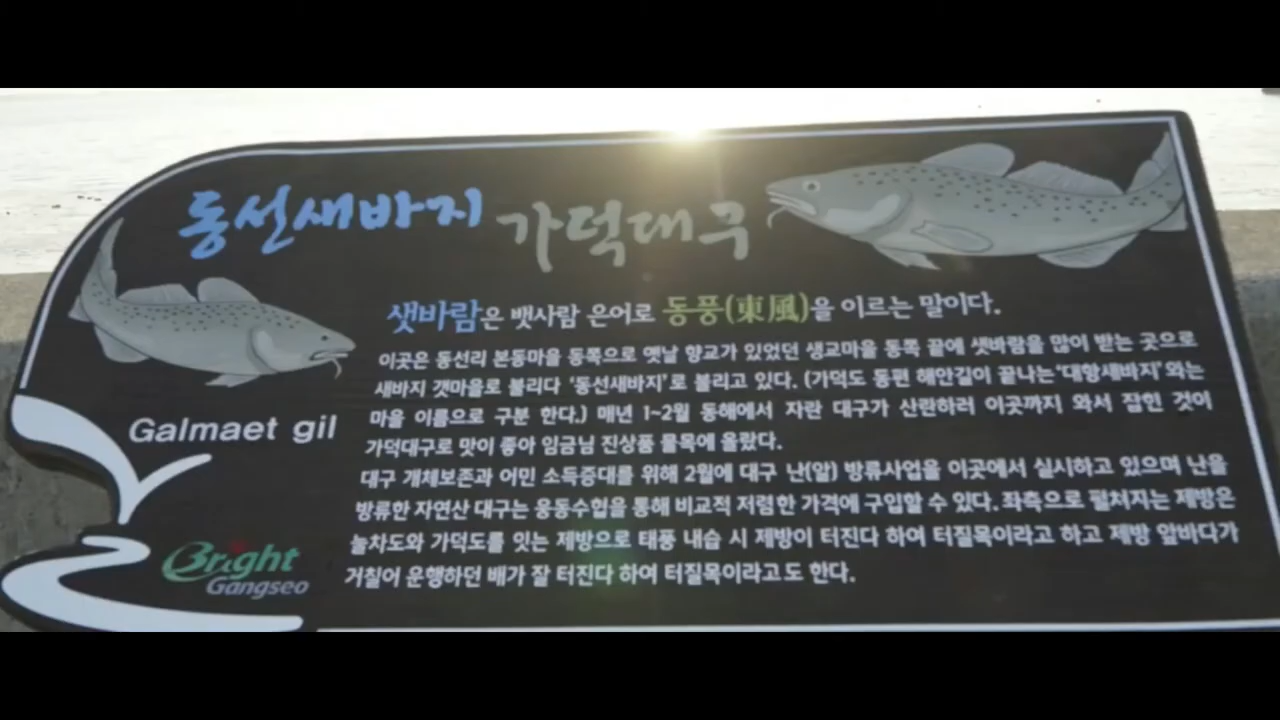 동선새바지 가덕대구
샛바람은 뱃사람 은어로 동풍(東風)을 이르는 말이다.
이곳은 동선리 본동마을 동쪽으로 옛날 향교가 있었던 생교마을 동쪽 끝에 샛바람을 많이 받는 곳으로
새바지 갯마을로 불리다 '동선새바지'로 불리고 있다. (가덕도 동편 해안길이 끝나는 '대항새바지'와는
마을 이름으로 구분 한다.) 매년 1~2월 동해에서 자란 대구가 산란하러 이곳까지 와서 잡힌 것이
가덕대구로 맛이 좋아 임금님 진상품 물목에 올랐다.
대구 개체보존과 어민 소득증대를 위해 2월에 대구 난(알) 방류사업을 이곳에서 실시하고 있으며 난을
방류한 자연산 대구는 웅동수협을 통해 비교적 저렴한 가격에 구입할 수 있다. 좌측으로 펼쳐지는 제방은
눌차도와 가덕도를 잇는 제방으로 태풍 내습 시 제방이 터진다 하여 터질목이라고 하고 제방 앞바다가
거칠어 운행하던 배가 잘 터진다 하여 터질목이라고도 한다.
Galmaet gil
Bright
Gangseo